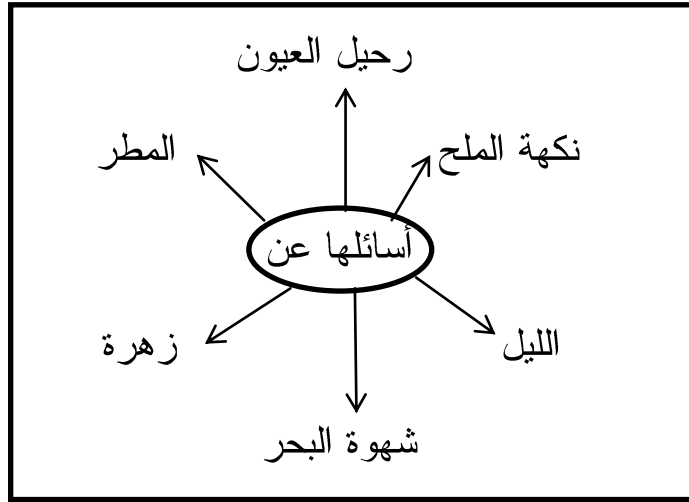 رحيل العيون
نكهة الملح
المطر
أسائلها عن
الليل
زهرة
شهوة البحر